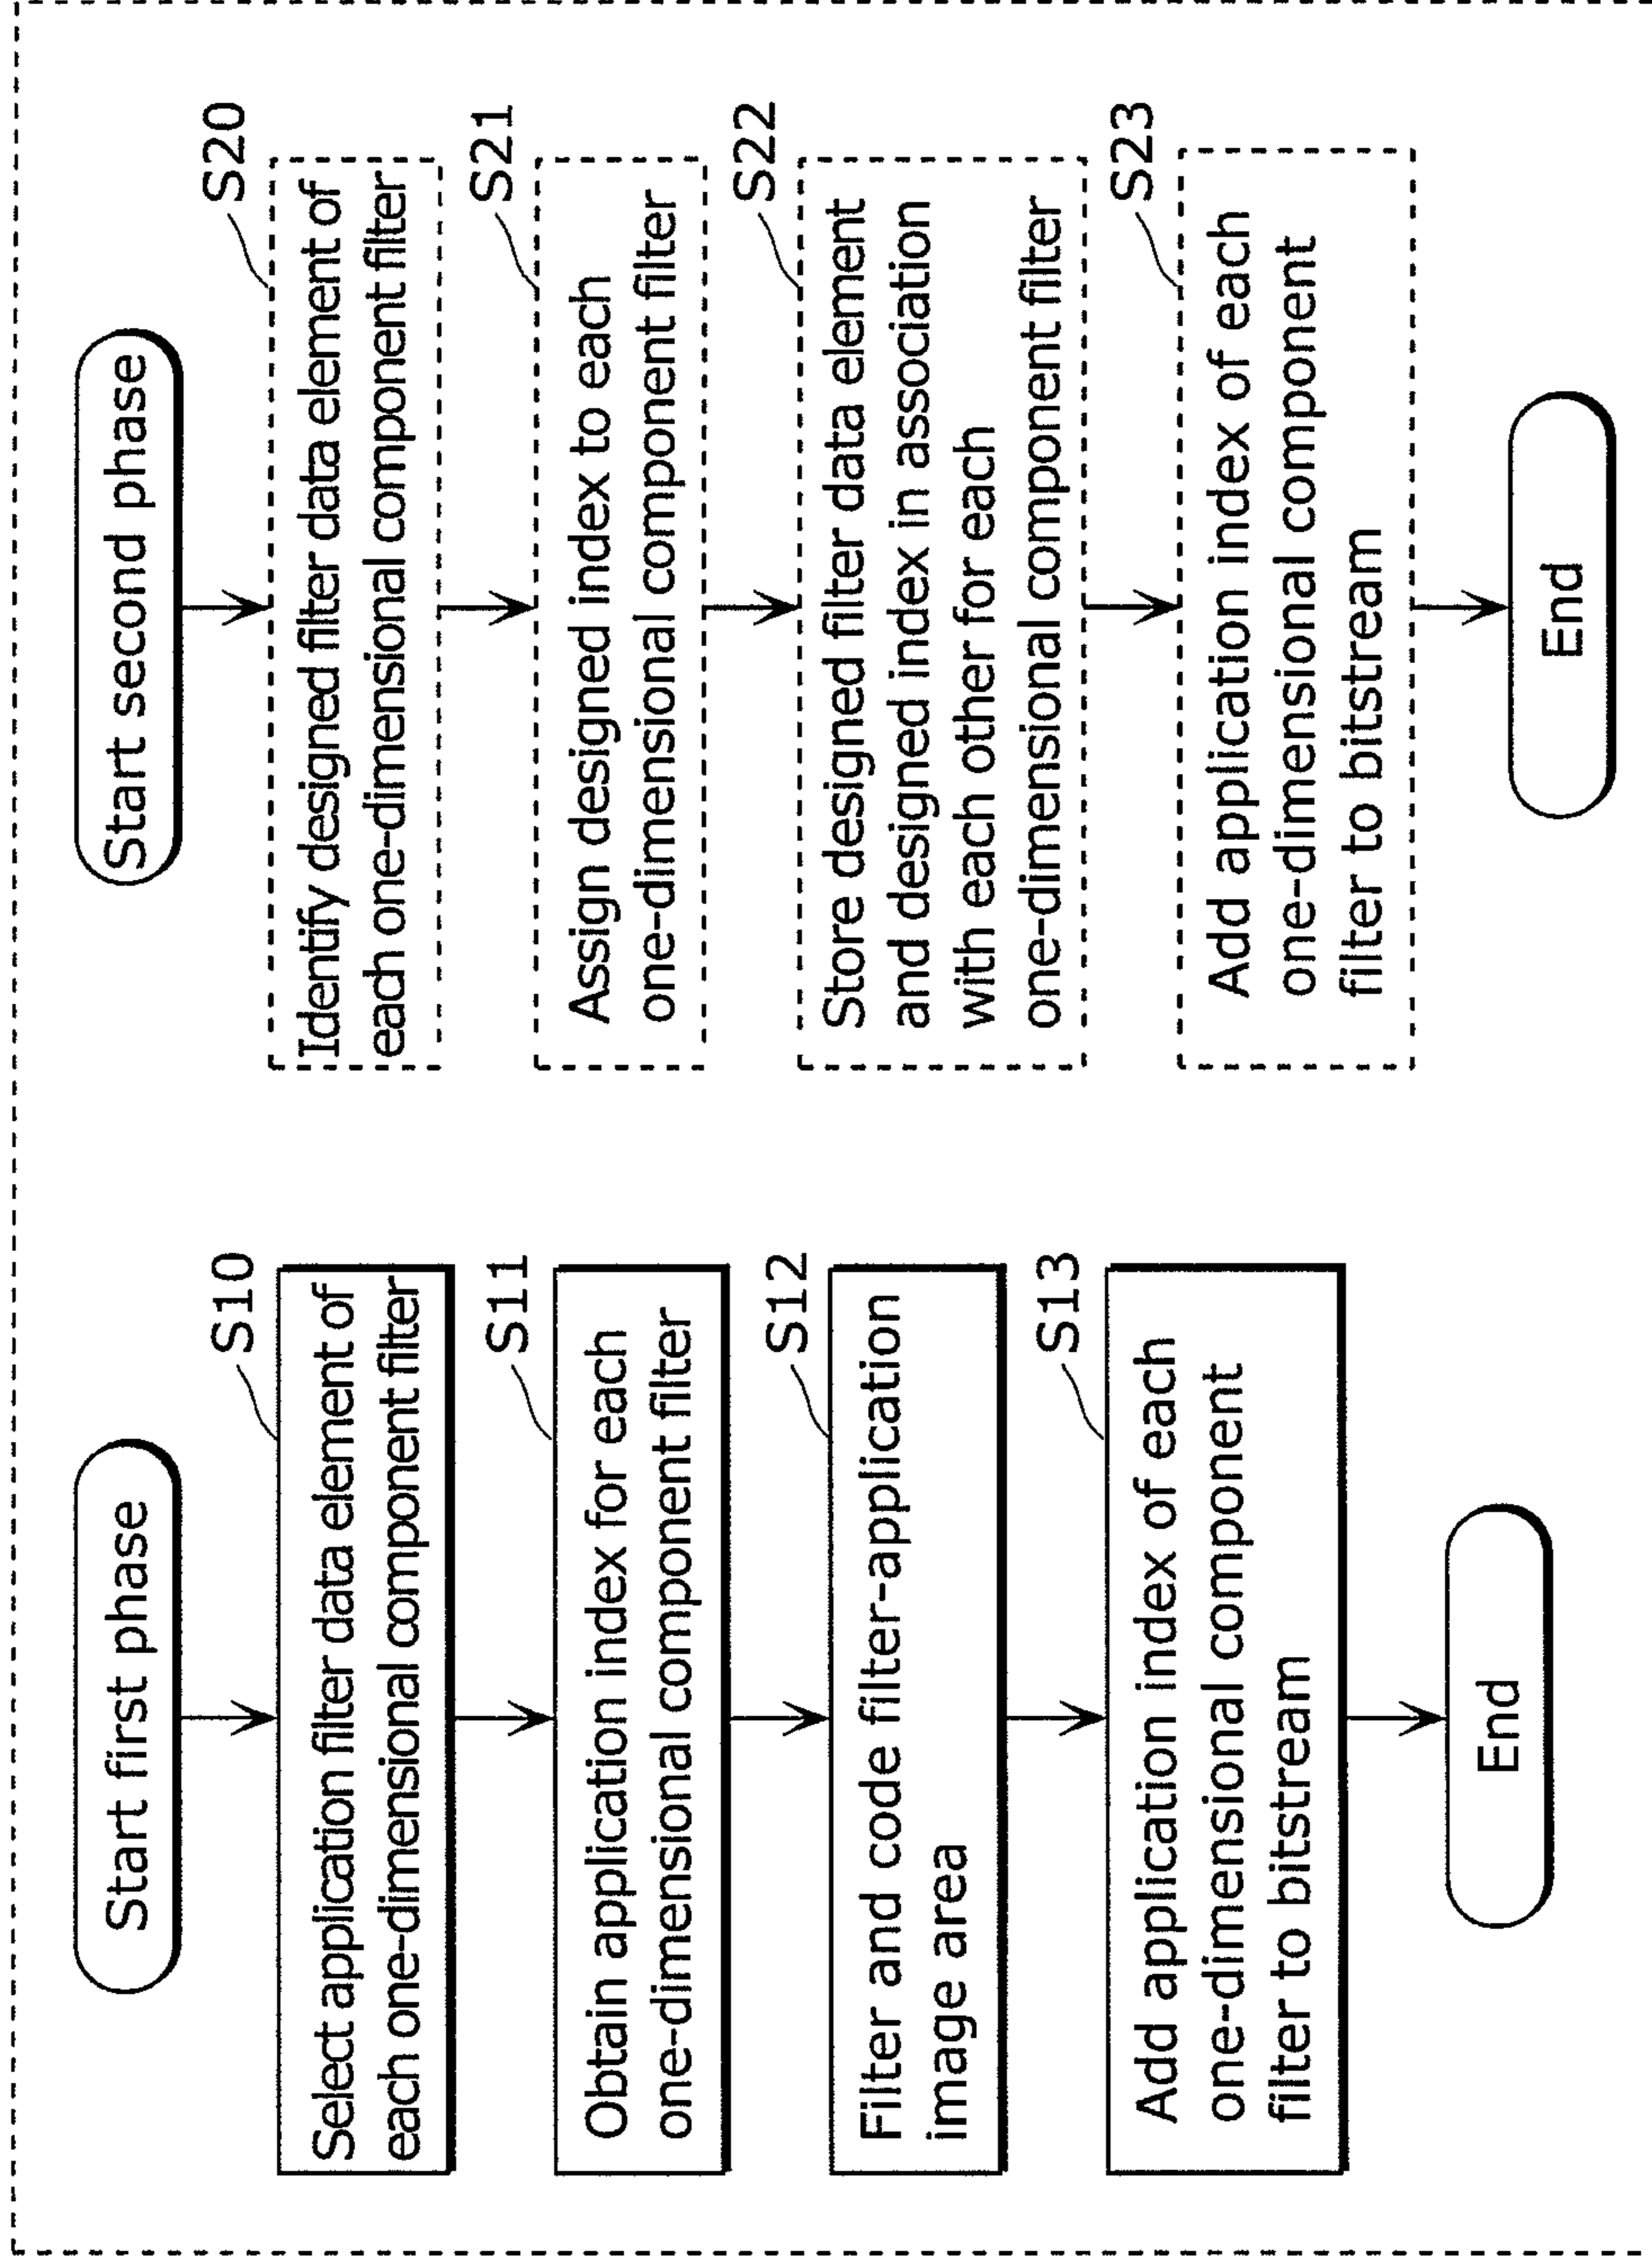 Start first phase
S10
Select application filter data element of
each one-dimensional component filter
S11
Obtain application index for each
one-dimensional component filter
S12
Filter and code filter-application
image area
S13
Add application index of each
one-dimensional component
filter to bitstream
End
Start second phase
S20
Identify designed filter data element of
each one-dimensional component filter
S21
Assign designed index to each
one-dimensional component filter
S22
Store designed filter data element
and designed index in association
with each other for each
one-dimensional component filter
S23
Add application index of each
one-dimensional component
filter to bitstream
End